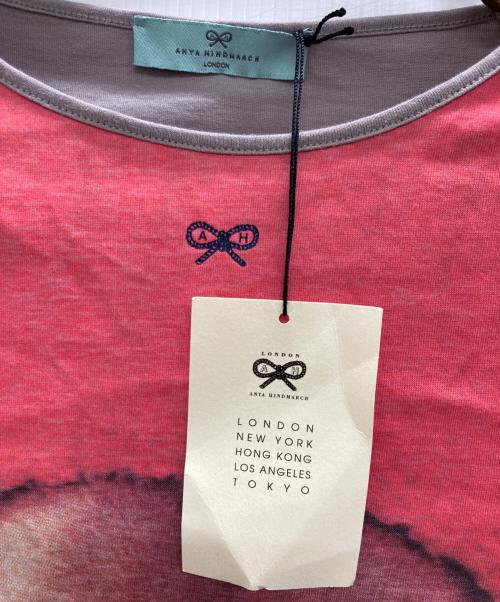 ANYA HINDMARCH
LONDON
A H
LONDON
A H
ANYA HINDMARCH
LONDON
NEW YORK
HONG KONG
LOS ANGELES
TOKYO